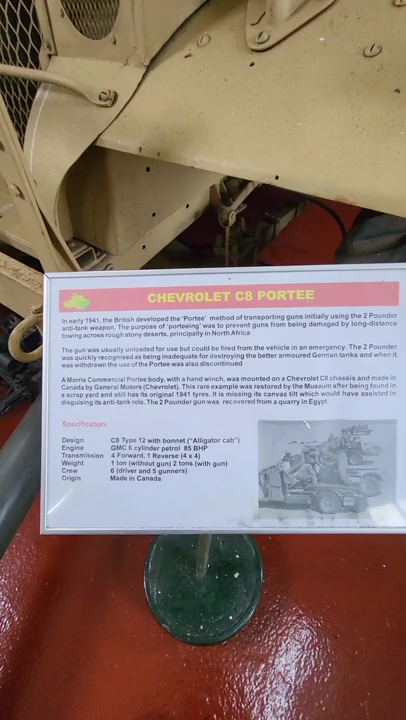 CHEVROLET C8 PORTEE
In early 1941, the British developed the 'Portee' method of transporting guns initially using the 2 Pounder
anti-tank weapon. The purpose of 'porteeing' was to prevent guns from being damaged by long-distance
towing across rough stony deserts, principally in North Africa
The gun was usually unloaded for use but could be fired from the vehicle in an emergency. The 2 Pounder
was quickly recognised as being inadequate for destroying the better armoured German tanks and when it
was withdrawn the use of the Portee was also discontinued
A Morris Commercial Portee body, with a hand winch, was mounted on a Chevrolet C8 chassis and made in
Canada by General Motors (Chevrolet). This rare example was restored by the Museum after being found in
a scrap yard and still has its original 1941 tyres. It is missing its canvas tilt which would have assisted in
disguising its anti-tank role. The 2 Pounder gun was recovered from a quarry in Egypt
Specification:
Design C8 Type 12 with bonnet ("Alligator cab")
Engine GMC 6 cylinder petrol 85 BHP
Transmission 4 Forward, 1 Reverse (4 x 4)
Weight 1 ton (without gun) 2 tons (with gun)
Crew 6 (driver and 5 gunners)
Origin Made in Canada